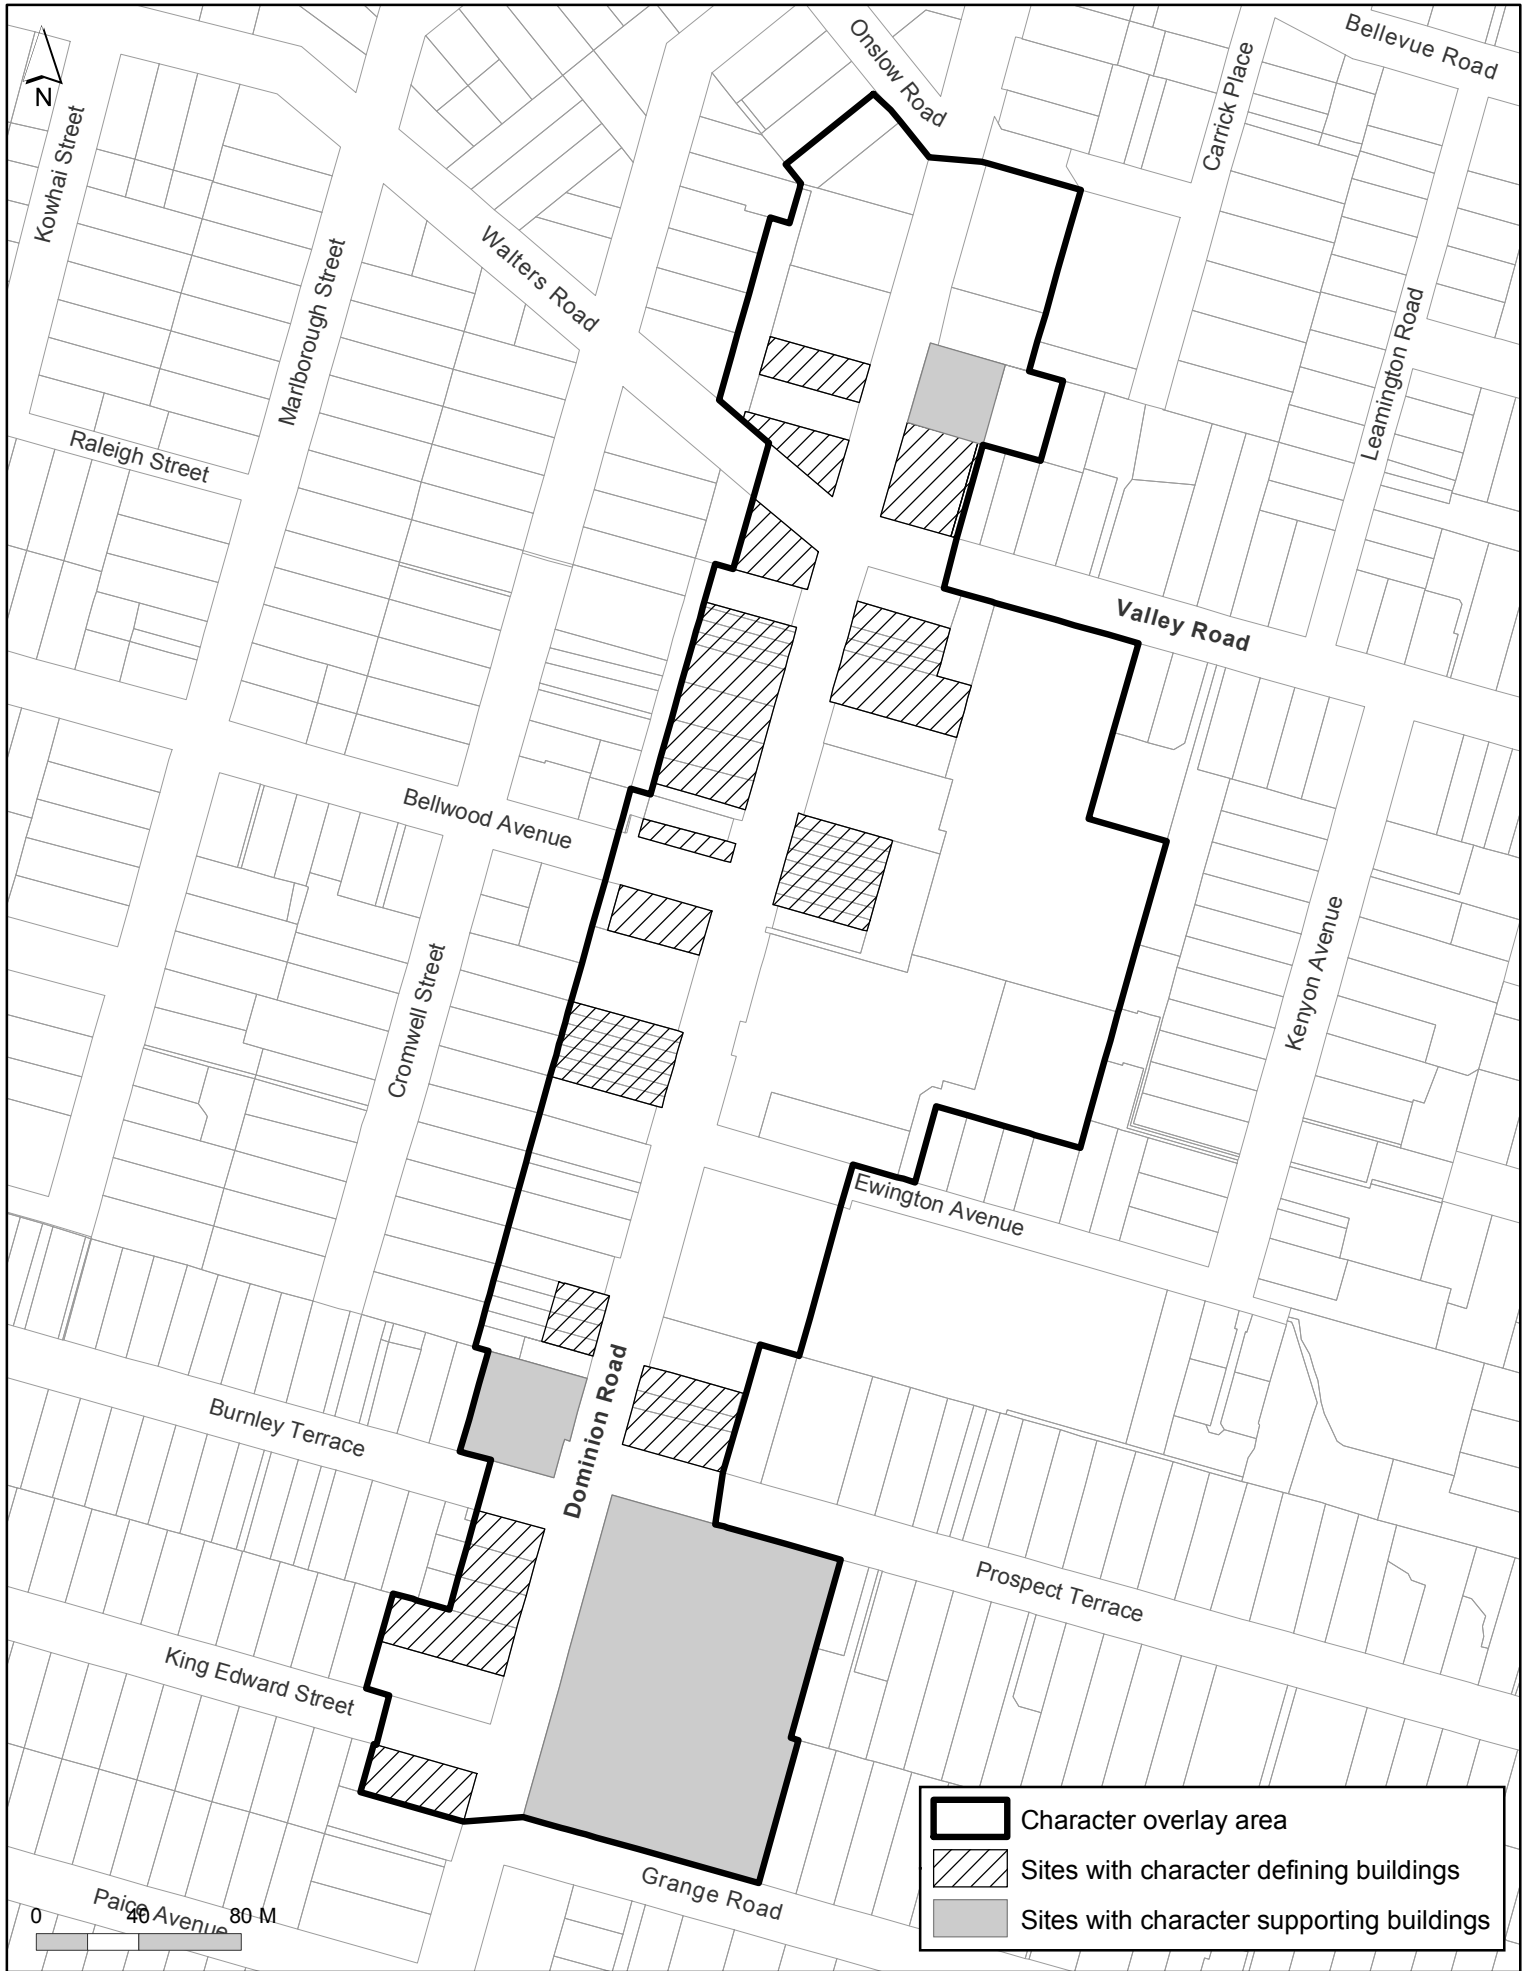 Bellevue Road
Onslow Road
Carrick Place
N
Kowhai Street
Walters Road
Marlborough Street
Leamington Road
Raleigh Street
Valley Road
Bellwood Avenue
Cromwell Street
Kenyon Avenue
Ewington Avenue
Dominion Road
Burnley Terrace
Prospect Terrace
King Edward Street
Grange Road
Paice Avenue
0 40 80 M
Character overlay area
Sites with character defining buildings
Sites with character supporting buildings